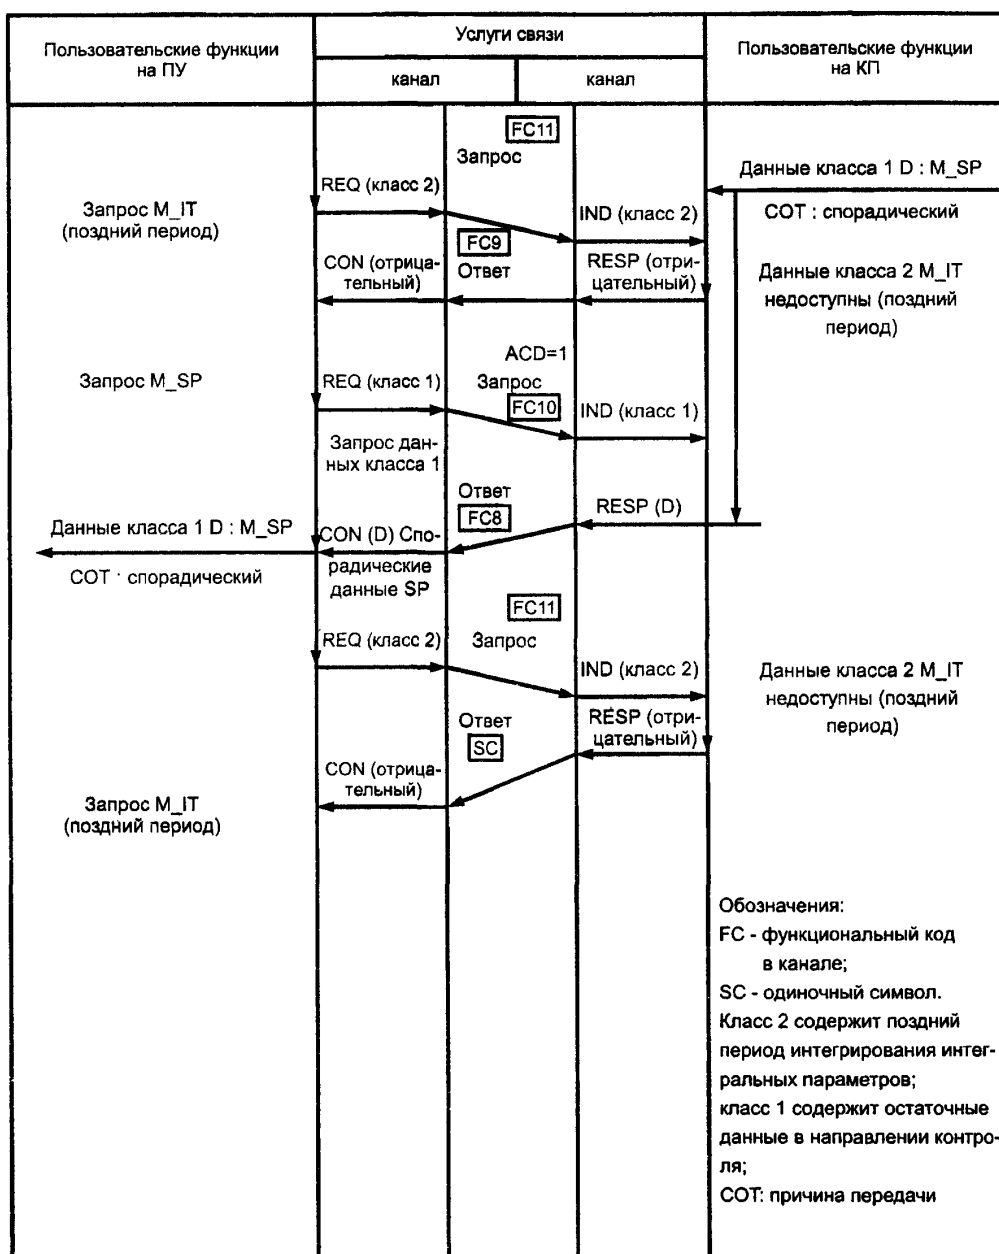 Пользовательские функции
на ПУ
Услуги связи
канал
канал
Пользовательские функции
на КП
FC11
Запрос
Данные класса 1 D : M_SP
REQ (класс 2)
Запрос M_IT
(поздний период)
IND (класс 2)
COT : спорадический
FC9
Ответ
CON (отрица-
тельный)
RESP (отри-
цательный)
Данные класса 2 M_IT
недоступны (поздний
период)
ACD=1
Запрос M_SP
REQ (класс 1)
Запрос
FC10
IND (класс 1)
Запрос дан-
ных класса 1
Ответ
FC8
RESP (D)
Данные класса 1 D : M_SP
CON (D) Спо-
радические
данные SP
COT : спорадический
FC11
REQ (класс 2)
Запрос
IND (класс 2)
Данные класса 2 M_IT
недоступны (поздний
период)
Ответ
SC
RESP (отри-
цательный)
CON (отрица-
тельный)
Запрос M_IT
(поздний период)
Обозначения:
FC - функциональный код
в канале;
SC - одиночный символ.
Класс 2 содержит поздний
период интегрирования интег-
ральных параметров;
класс 1 содержит остаточные
данные в направлении контро-
ля;
COT: причина передачи